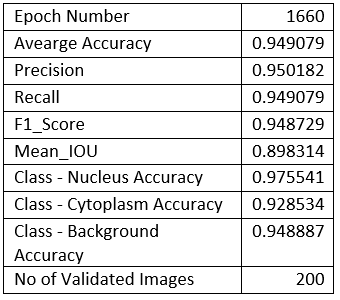 Epoch Number 1660
Avearge Accuracy 0.949079
Precision 0.950182
Recall 0.949079
F1_Score 0.948729
Mean_IOU 0.898314
Class - Nucleus Accuracy 0.975541
Class - Cytoplasm Accuracy 0.928534
Class - Background 0.948887
Accuracy
No of Validated Images 200